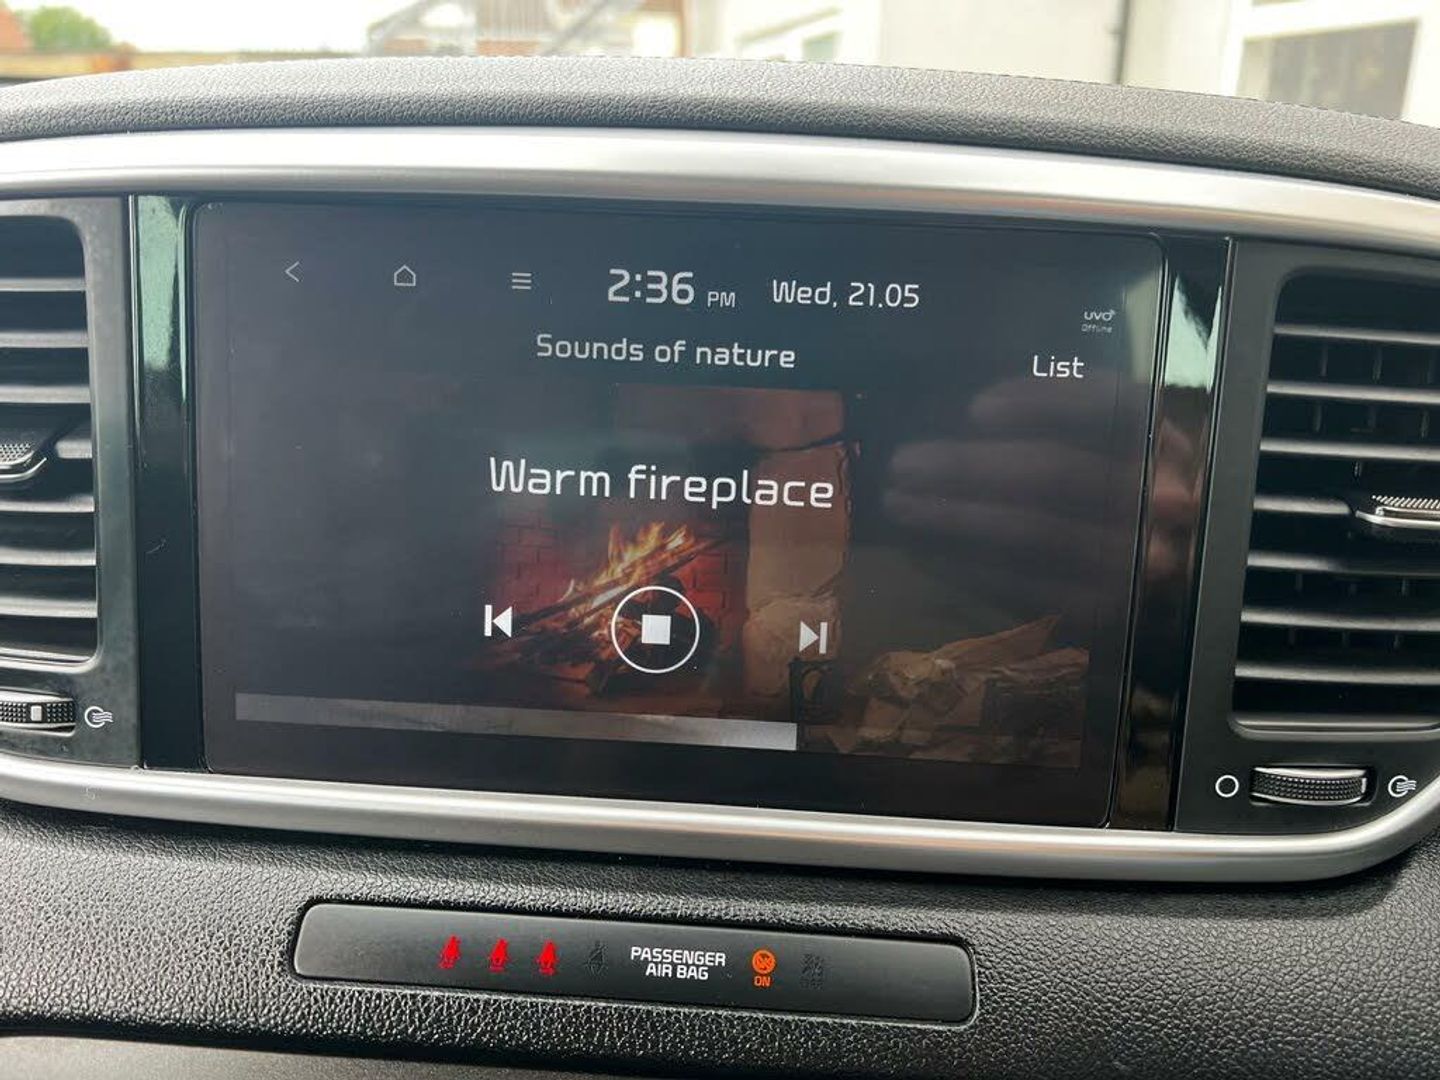 2:36 PM Wed, 21.05
uvo
Offline
Sounds of nature
List
Warm fireplace
PASSENGER
AIR BAG
ON